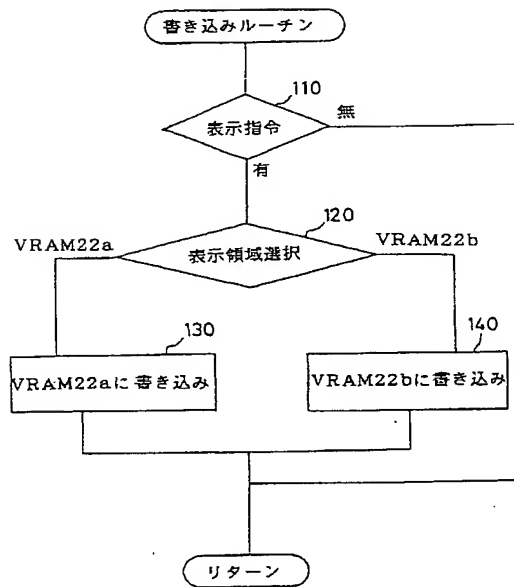 書き込みルーチン
110
表示指令
無
有
120
VRAM22a
表示領域選択
VRAM22b
130
140
VRAM22aに書き込み
VRAM22bに書き込み
リターン